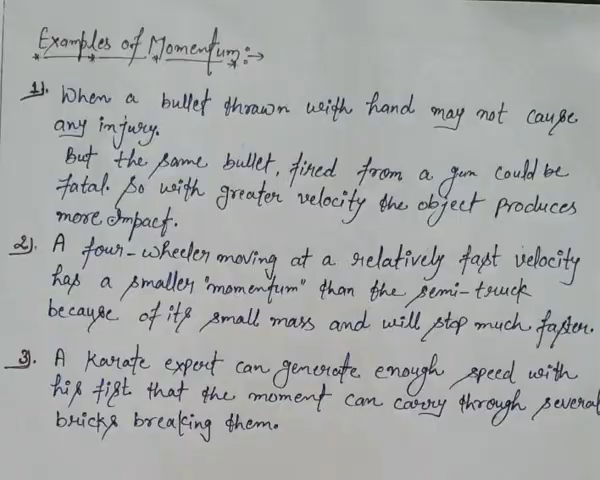 Examples of Momentum:→
1). When a bullet thrawn with hand may not cause
any injury.
But the same bullet, fired from a gun could be
fatal. So with greater velocity the object produces
more impact.
2). A four-wheeler moving at a relatively fast velocity
has a smaller "momentum" than the semi-truck
because of its small mass and will stop much faster.
3. A Karate expert can generate enough speed with
his fist that the moment can carry through several
bricks breaking them.